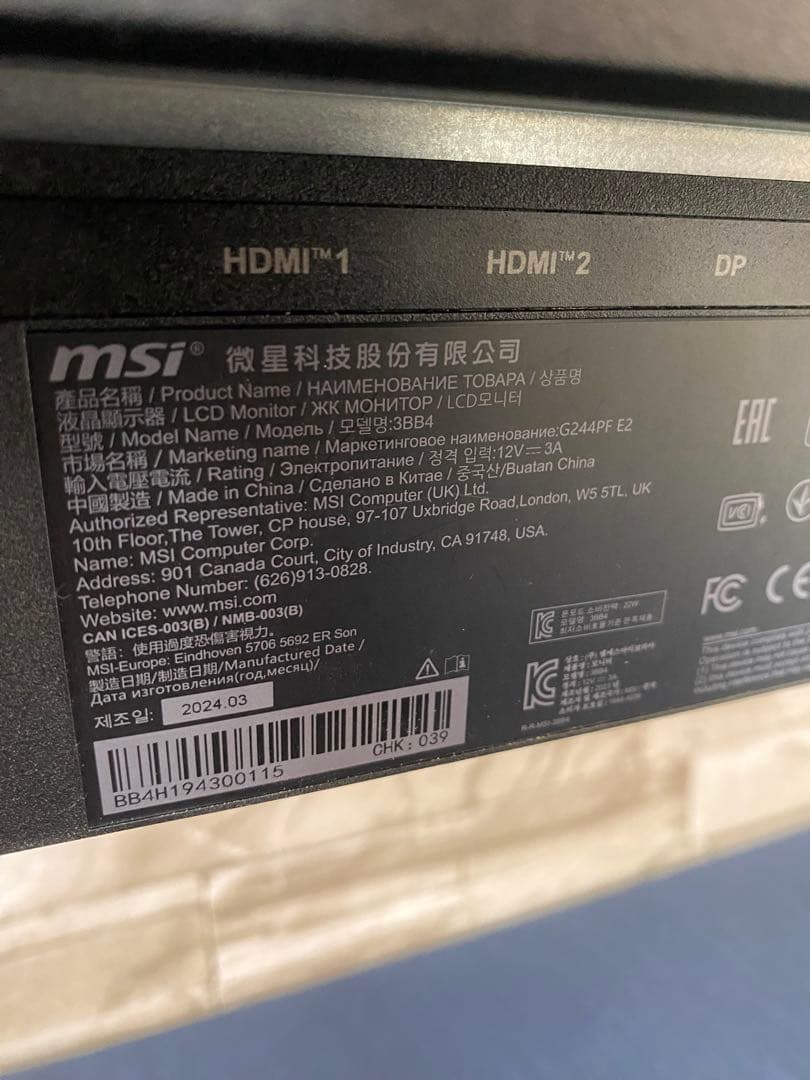 HDMI™1 HDMI™2 DP
msi® 微星科技股份有限公司
產品名稱 / Product Name / НАИМЕНОВАНИЕ ТОВАРА / 상품명
液晶顯示器 / LCD Monitor / ЖК МОНИТОР / LCD모니터
型號 / Model Name / Модель / 모델명:3BB4
市場名稱 / Marketing name / Маркетинговое наименование:G244PF E2
輸入電壓電流 / Rating / Электропитание / 정격 입력:12V⎓3A
中國製造 / Made in China / Сделано в Китае / 중국산/Buatan China
Authorized Representative: MSI Computer (UK) Ltd.
10th Floor,The Tower, CP house, 97-107 Uxbridge Road,London, W5 5TL, UK
Name: MSI Computer Corp.
Address: 901 Canada Court, City of Industry, CA 91748, USA.
Telephone Number: (626)913-0828.
Website: www.msi.com
CAN ICES-003(B) / NMB-003(B)
警語: 使用過度恐傷害視力。
MSI-Europe: Eindhoven 5706 5692 ER Son
製造日期/制造日期/Manufactured Date /
Дата изготовления(год,месяц)/
제조일: 2024.03
CHK: 039
BB4H194300115
EAC
VCCI
FC CE
모델명: 3BB4
R-R-MSI-3BB4